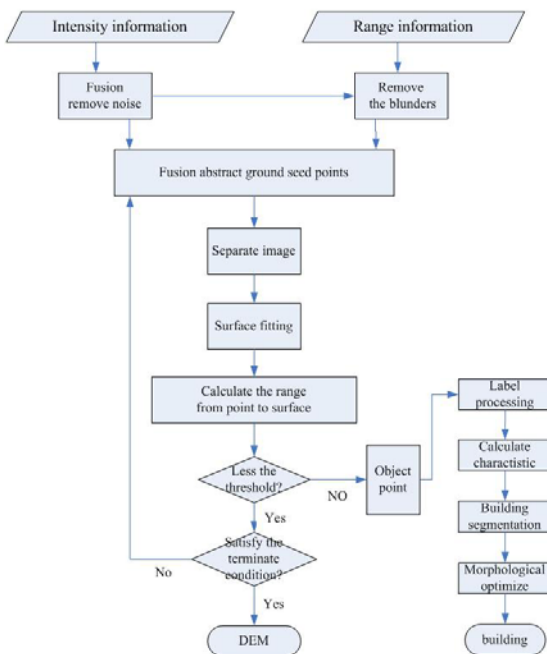 Intensity information
Range information
Fusion
remove noise
Remove
the blunders
Fusion abstract ground seed points
Separate image
Surface fitting
Calculate the range
from point to surface
Less the
threshold?
NO
Object
point
Yes
Satisfy the
terminate
condition?
No
Yes
DEM
Label
processing
Calculate
charactistic
Building
segmentation
Morphological
optimize
building